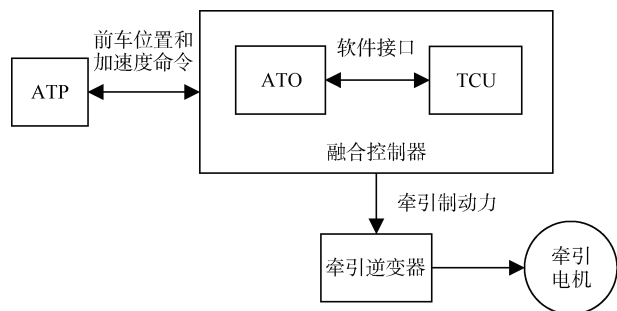 前车位置和
加速度命令
ATP
软件接口
ATO
TCU
融合控制器
牵引制动力
牵引逆变器
牵引
电机